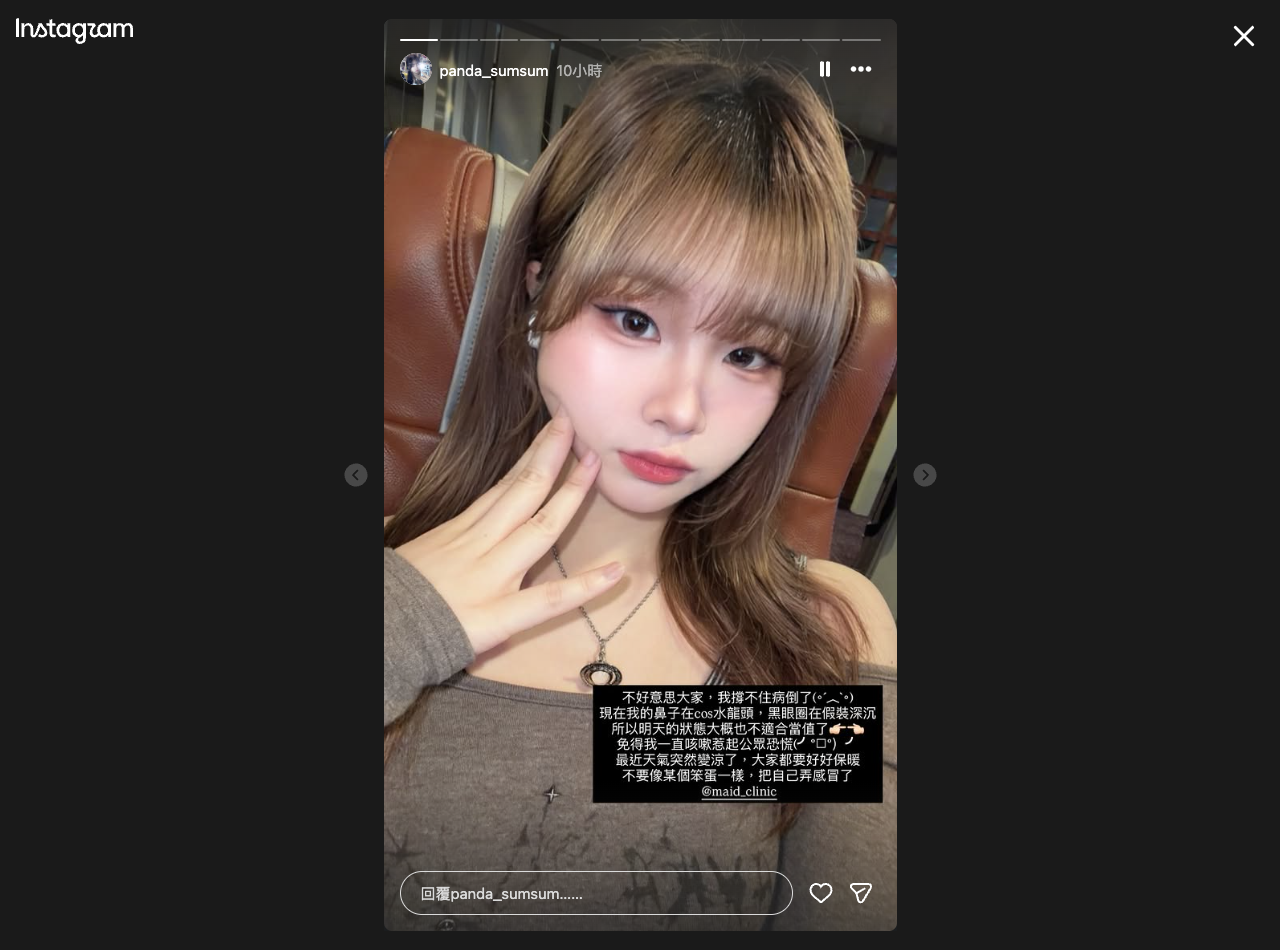 Instagram
panda_sumsum 10小時
不好意思大家，我撐不住病倒了(｡ﾟ´︿`ﾟ｡)
現在我的鼻子在cos水龍頭，黑眼圈在假裝深沉
所以明天的狀態大概也不適合當值了👉🏻👈🏻
免得我一直咳嗽惹起公眾恐慌(╯°□°）╯
最近天氣突然變涼了，大家都要好好保暖
不要像某個笨蛋一樣，把自己弄感冒了
@maid_clinic
回覆panda_sumsum......